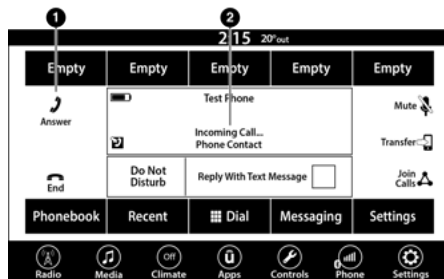 1 2
2 15 20°out
Empty Empty Empty Empty Empty
Test Phone
Answer
Mute
Incoming Call...
Phone Contact
Transfer
End
Do Not
Disturb
Reply With Text Message
Join
Calls
Phonebook Recent Dial Messaging Settings
Off ü
Radio Media Climate Apps Controls Phone Settings